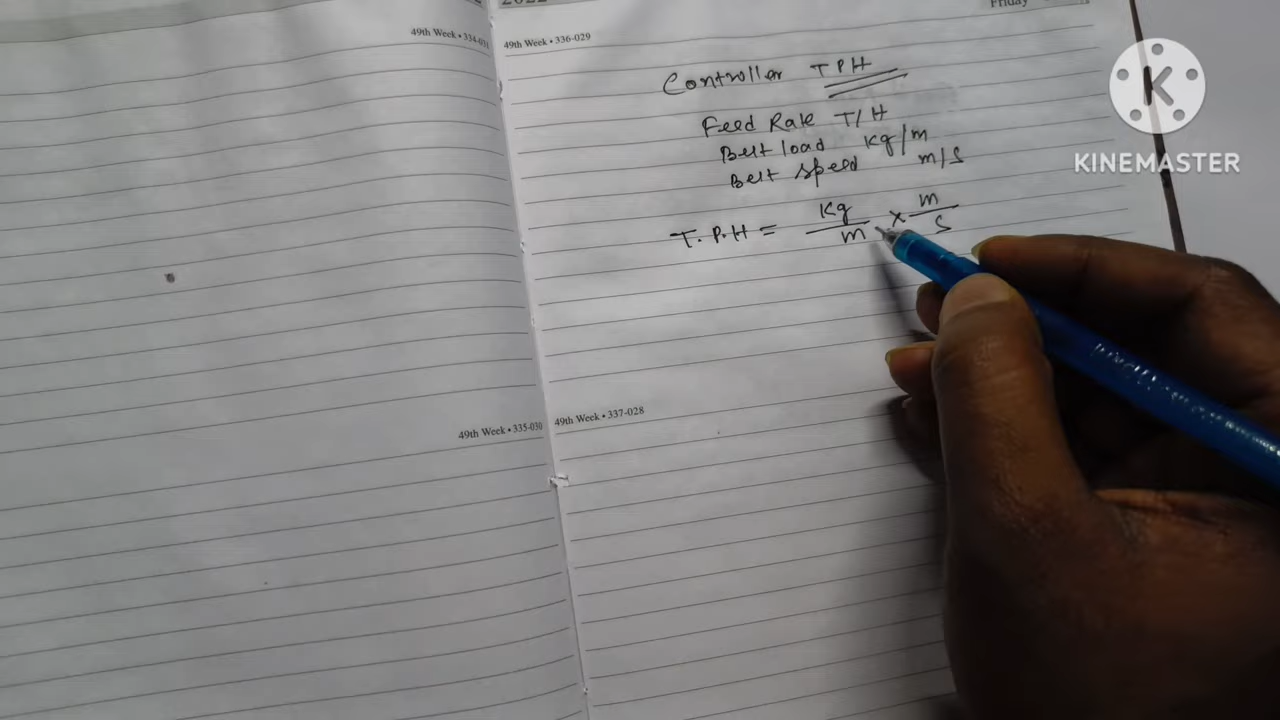 49th Week • 334-031
49th Week • 336-029
Friday
Controller TPH
Feed Rate T/H
Belt load Kg/m
Belt speed m/s
T.P.H = Kg/m × m/s
49th Week • 335-030
49th Week • 337-028
K
KINEMASTER